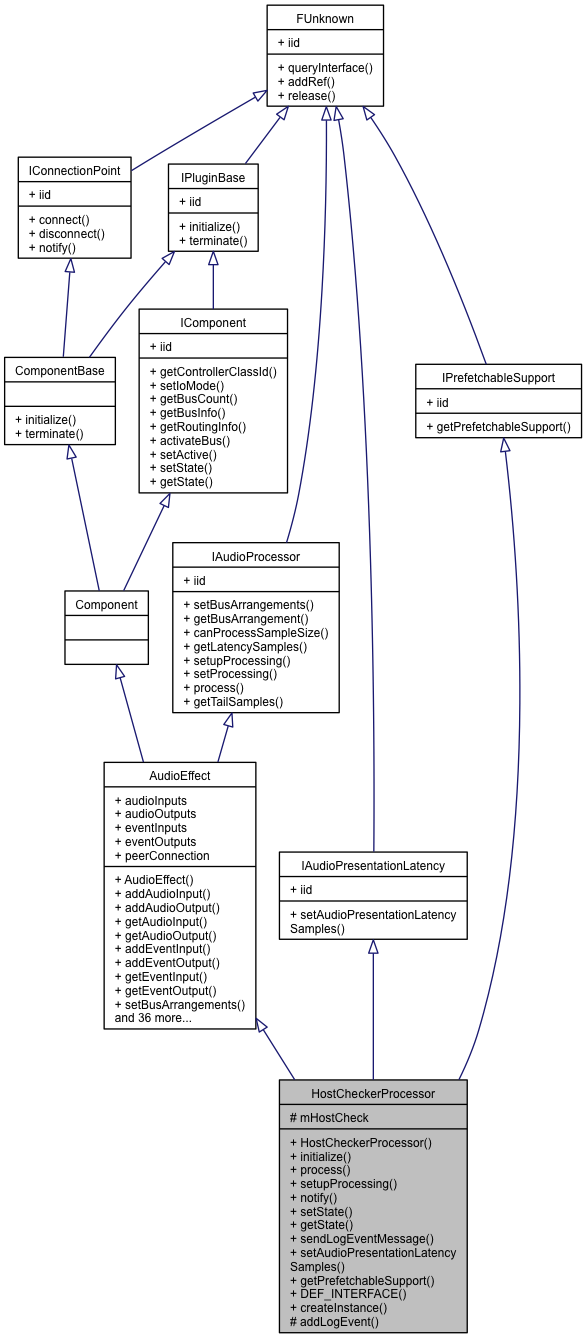 FUnknown
+ iid
+ queryInterface()
+ addRef()
+ release()
IConnectionPoint
+ iid
+ connect()
+ disconnect()
+ notify()
IPluginBase
+ iid
+ initialize()
+ terminate()
IComponent
+ iid
+ getControllerClassId()
+ setIoMode()
+ getBusCount()
+ getBusInfo()
+ getRoutingInfo()
+ activateBus()
+ setActive()
+ setState()
+ getState()
ComponentBase
+ initialize()
+ terminate()
IPrefetchableSupport
+ iid
+ getPrefetchableSupport()
IAudioProcessor
+ iid
+ setBusArrangements()
+ getBusArrangement()
+ canProcessSampleSize()
+ getLatencySamples()
+ setupProcessing()
+ setProcessing()
+ process()
+ getTailSamples()
Component
AudioEffect
+ audioInputs
+ audioOutputs
+ eventInputs
+ eventOutputs
+ peerConnection
+ AudioEffect()
+ addAudioInput()
+ addAudioOutput()
+ getAudioInput()
+ getAudioOutput()
+ addEventInput()
+ addEventOutput()
+ getEventInput()
+ getEventOutput()
+ setBusArrangements()
and 36 more...
IAudioPresentationLatency
+ iid
+ setAudioPresentationLatency
Samples()
HostCheckerProcessor
# mHostCheck
+ HostCheckerProcessor()
+ initialize()
+ process()
+ setupProcessing()
+ notify()
+ setState()
+ getState()
+ sendLogEventMessage()
+ setAudioPresentationLatency
Samples()
+ getPrefetchableSupport()
+ DEF_INTERFACE()
+ createInstance()
# addLogEvent()